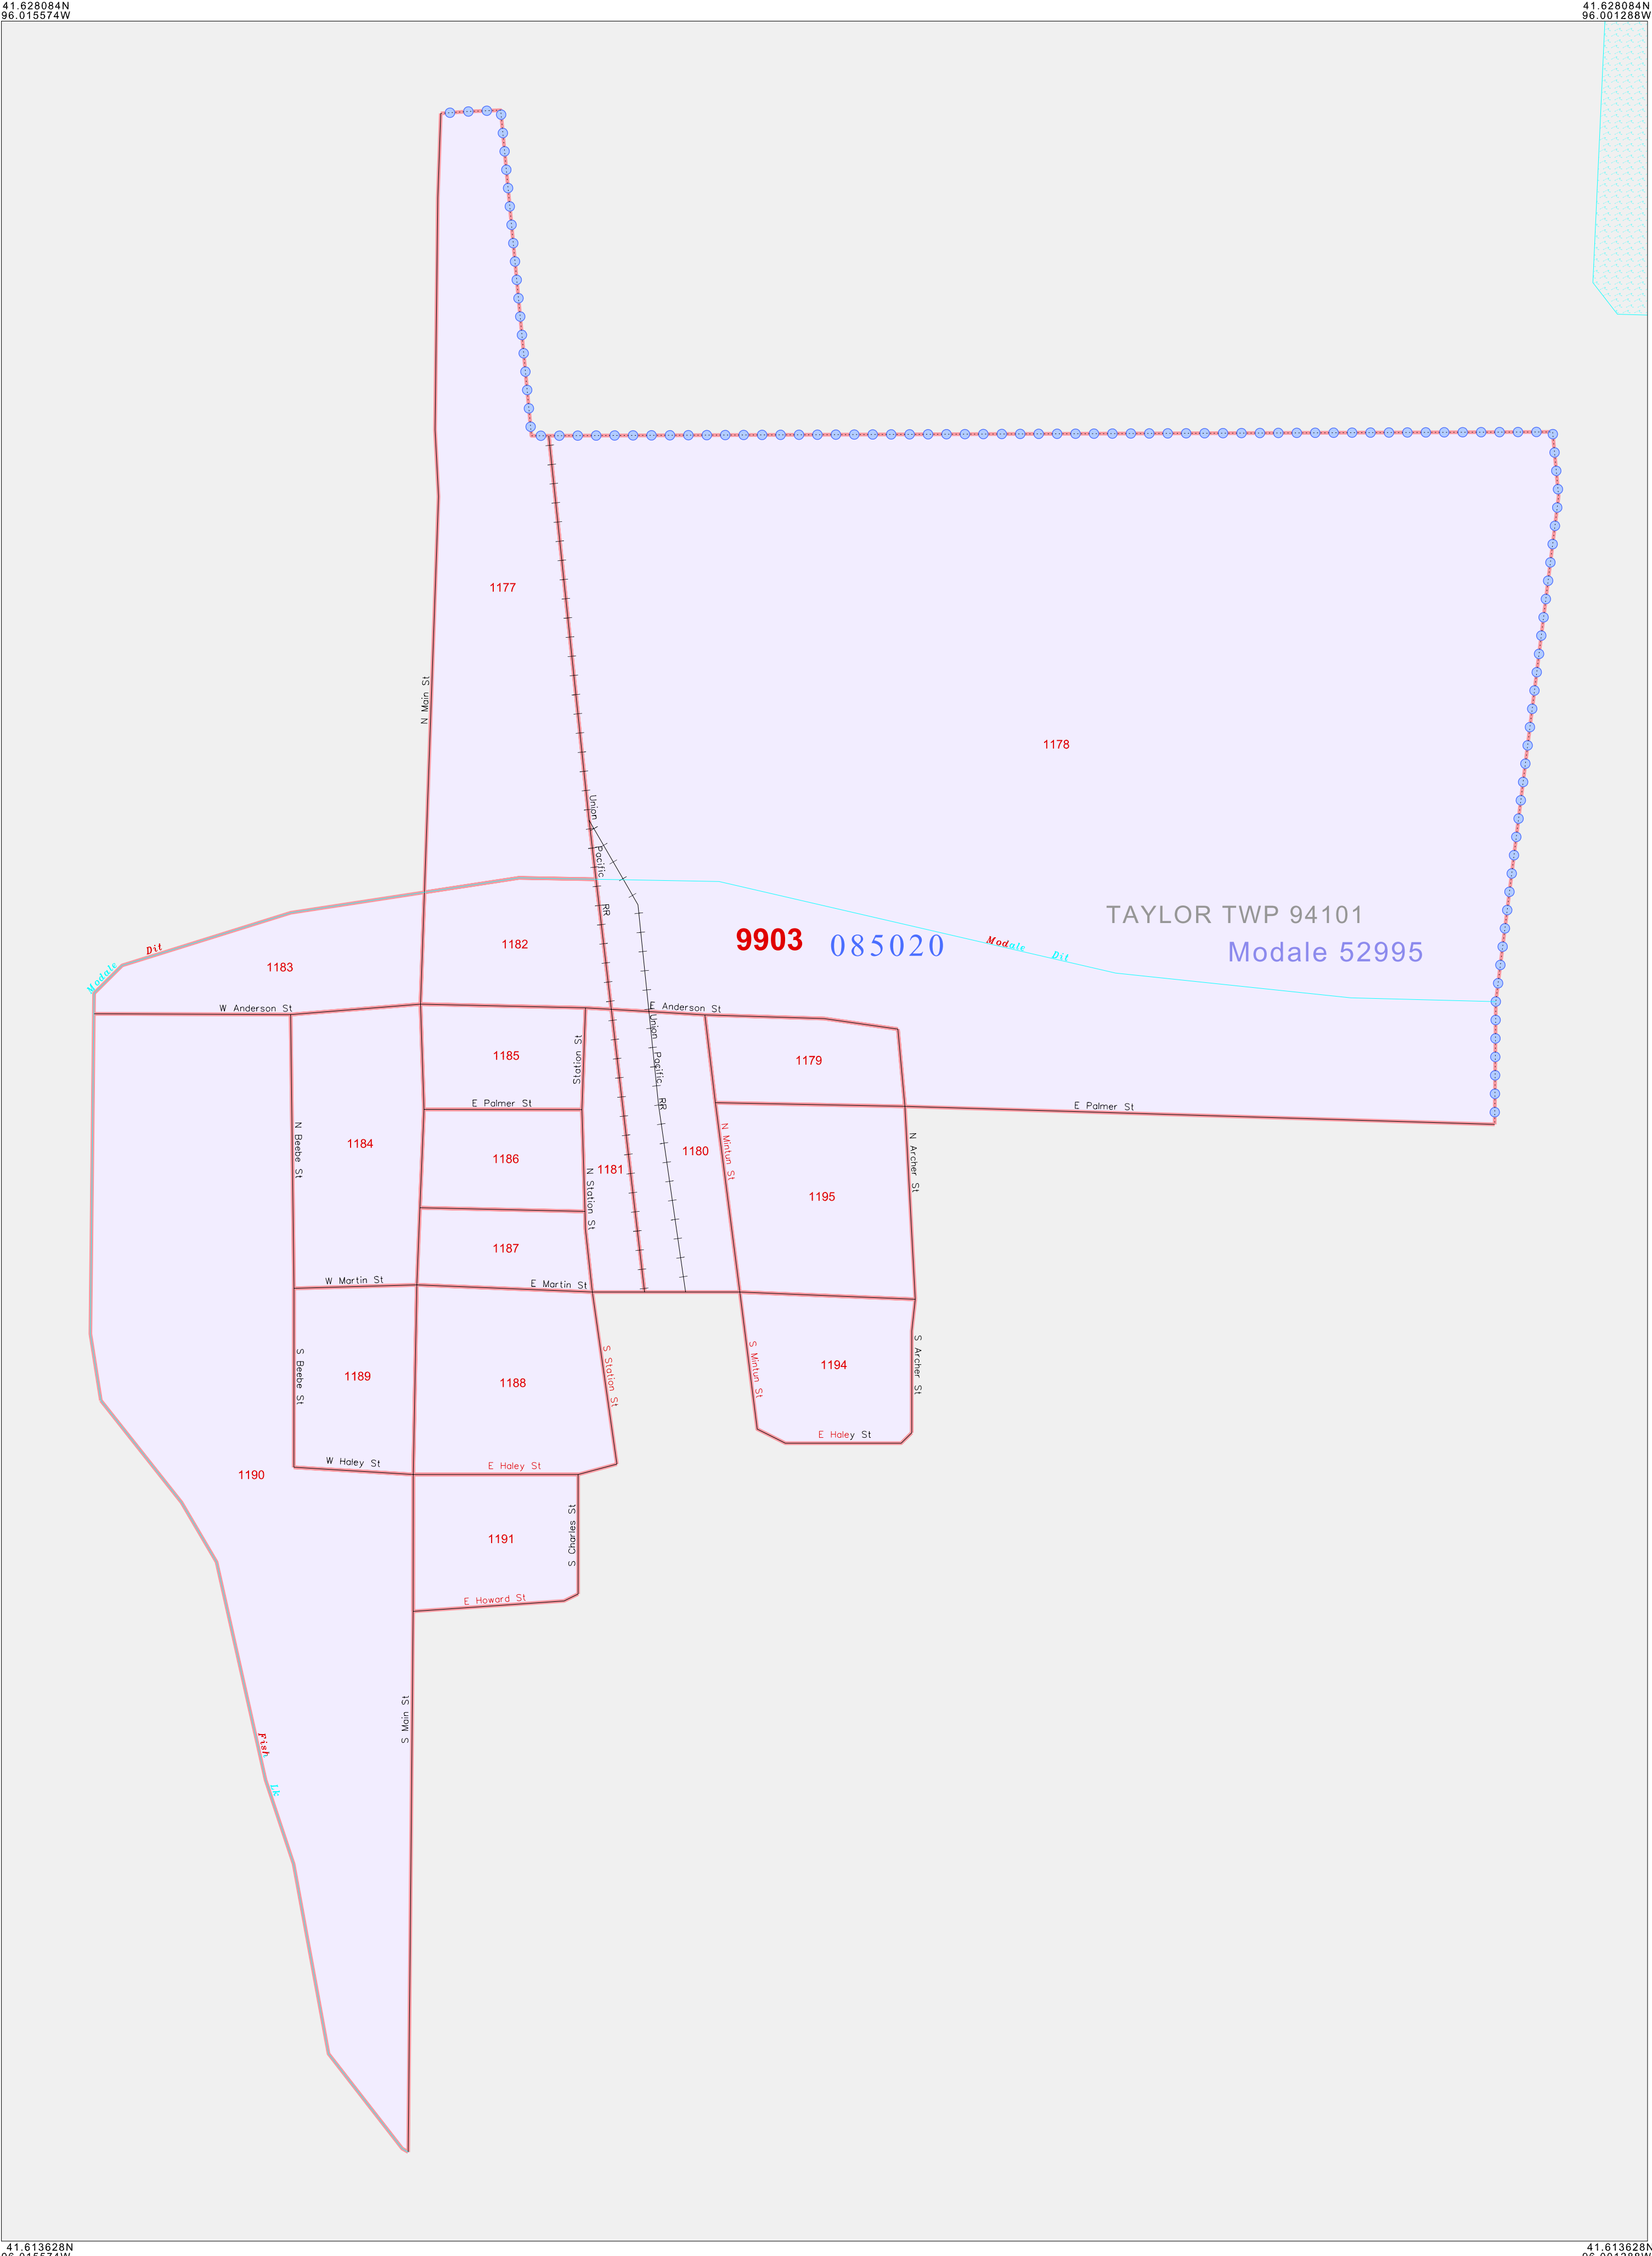 41.628084N
96.015574W
41.628084N
96.001288W
1177
N Main St
1178
Union Pacific RR
TAYLOR TWP 94101
9903
085020
Modale Dit
Modale 52995
Modale Dit
1183
1182
W Anderson St
E Anderson St
Union Pacific RR
1185
Station St
1179
E Palmer St
E Palmer St
N Beebe St
1184
1186
1181
1180
N Mintun St
N Archer St
N Station St
1195
1187
W Martin St
E Martin St
S Beebe St
1189
1188
S Station St
S Mintun St
1194
S Archer St
E Haley St
W Haley St
E Haley St
1190
1191
S Charles St
E Howard St
S Main St
Fish Lk
41.613628N
96.015574W
41.613628N
96.001288W